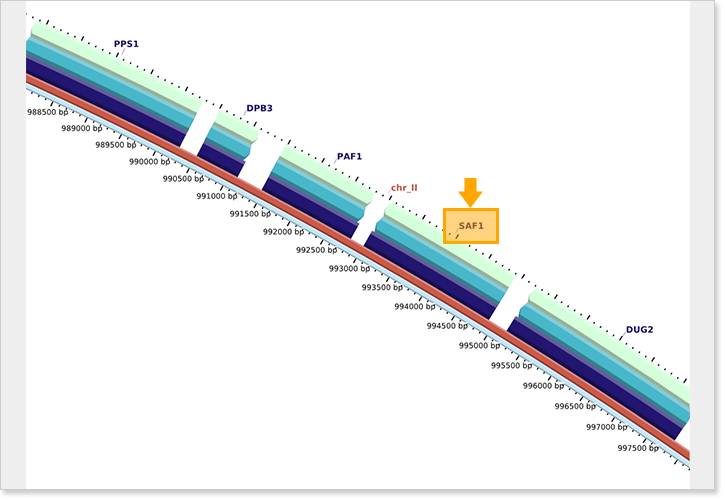 PPS1
DPB3
PAF1
chr_II
SAF1
DUG2
988500 bp
989000 bp
989500 bp
990000 bp
990500 bp
991000 bp
991500 bp
992000 bp
992500 bp
993000 bp
993500 bp
994000 bp
994500 bp
995000 bp
995500 bp
996000 bp
996500 bp
997000 bp
997500 bp